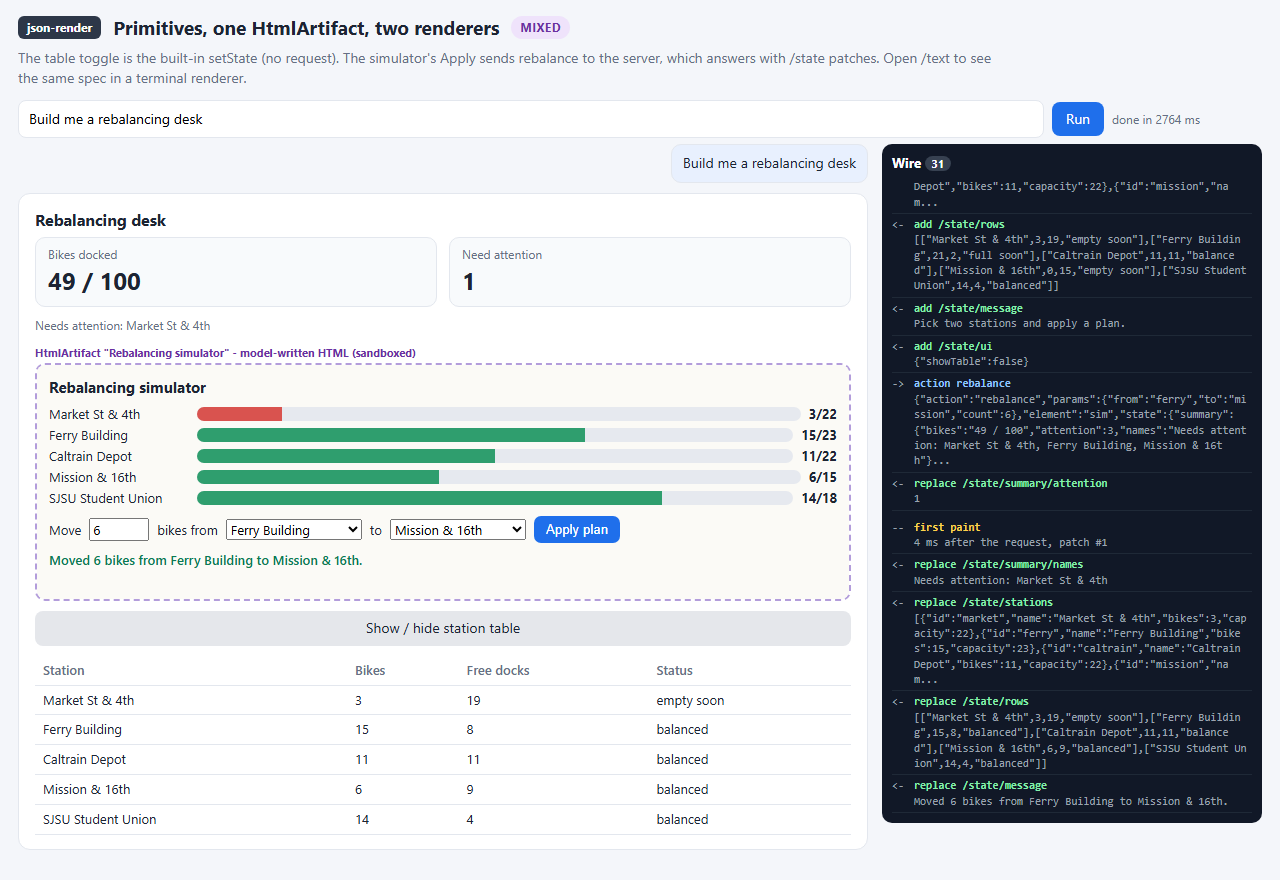 json-render Primitives, one HtmlArtifact, two renderers MIXED
The table toggle is the built-in setState (no request). The simulator's Apply sends rebalance to the server, which answers with /state patches. Open /text to see
the same spec in a terminal renderer.
Build me a rebalancing desk
Run
done in 2764 ms
Build me a rebalancing desk
Rebalancing desk
Bikes docked
49 / 100
Need attention
1
Needs attention: Market St & 4th
HtmlArtifact "Rebalancing simulator" - model-written HTML (sandboxed)
Rebalancing simulator
Market St & 4th 3/22
Ferry Building 15/23
Caltrain Depot 11/22
Mission & 16th 6/15
SJSU Student Union 14/18
Move 6 bikes from Ferry Building to Mission & 16th Apply plan
Moved 6 bikes from Ferry Building to Mission & 16th.
Show / hide station table
Station Bikes Free docks Status
Market St & 4th 3 19 empty soon
Ferry Building 15 8 balanced
Caltrain Depot 11 11 balanced
Mission & 16th 6 9 balanced
SJSU Student Union 14 4 balanced
Wire 31
Depot","bikes":11,"capacity":22},{"id":"mission","na
m...
<- add /state/rows
[["Market St & 4th",3,19,"empty soon"],["Ferry Buildin
g",21,2,"full soon"],["Caltrain Depot",11,11,"balance
d"],["Mission & 16th",0,15,"empty soon"],["SJSU Student
Union",14,4,"balanced"]]
<- add /state/message
Pick two stations and apply a plan.
<- add /state/ui
{"showTable":false}
-> action rebalance
{"action":"rebalance","params":{"from":"ferry","to":"mi
ssion","count":6},"element":"sim","state":{"summary":
{"bikes":"49 / 100","attention":3,"names":"Needs attent
ion: Market St & 4th, Ferry Building, Mission & 16t
h"}...
<- replace /state/summary/attention
1
-- first paint
4 ms after the request, patch #1
<- replace /state/summary/names
Needs attention: Market St & 4th
<- replace /state/stations
[{"id":"market","name":"Market St & 4th","bikes":3,"cap
acity":22},{"id":"ferry","name":"Ferry Building","bike
s":15,"capacity":23},{"id":"caltrain","name":"Caltrain
Depot","bikes":11,"capacity":22},{"id":"mission","na
m...
<- replace /state/rows
[["Market St & 4th",3,19,"empty soon"],["Ferry Buildin
g",15,8,"balanced"],["Caltrain Depot",11,11,"balance
d"],["Mission & 16th",6,9,"balanced"],["SJSU Student Un
ion",14,4,"balanced"]]
<- replace /state/message
Moved 6 bikes from Ferry Building to Mission & 16th.